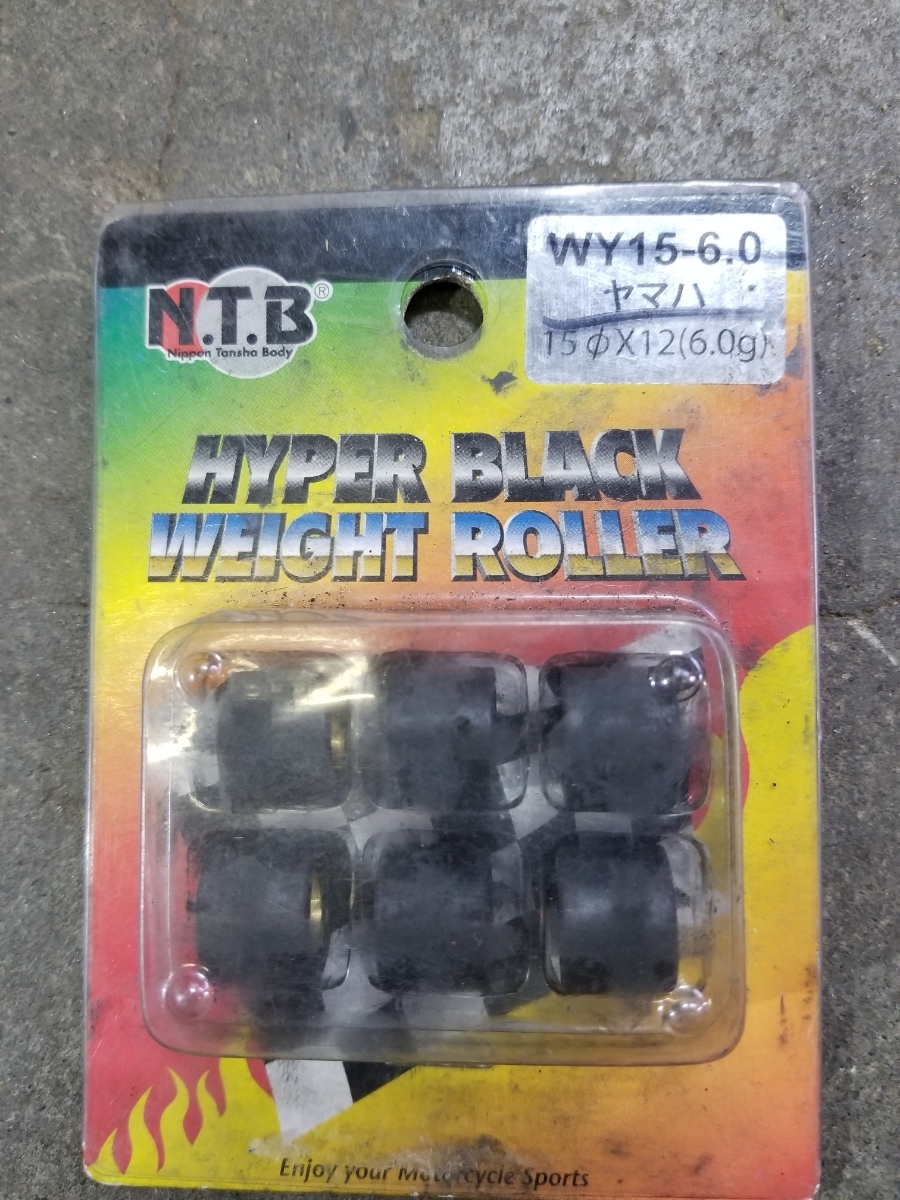 WY15-6.0
ヤマハ
15φX12(6.0g)
N.T.B®
Nippon Tansha Body
HYPER BLACK
WEIGHT ROLLER
Enjoy your Motorcycle Sports